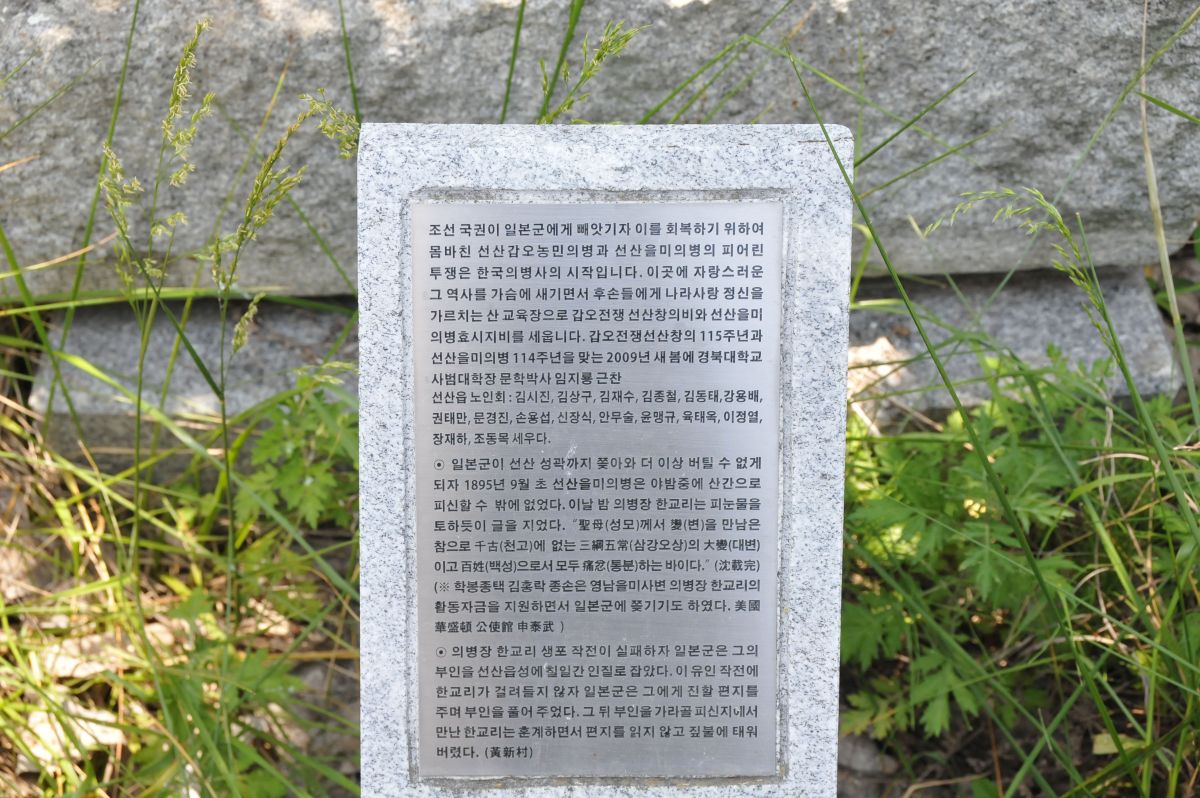 조선 국권이 일본군에게 빼앗기자 이를 회복하기 위하여
몸바친 선산갑오농민의병과 선산을미의병의 피어린
투쟁은 한국의병사의 시작입니다. 이곳에 자랑스러운
그 역사를 가슴에 새기면서 후손들에게 나라사랑 정신을
가르치는 산 교육장으로 갑오전쟁 선산창의비와 선산을미
의병효시지비를 세웁니다. 갑오전쟁선산창의 115주년과
선산을미의병 114주년을 맞는 2009년 새 봄에 경북대학교
사범대학장 문학박사 임지룡 근찬
선산읍 노인회 : 김시진, 김상구, 김재수, 김종철, 김동태, 강용배,
권태만, 문경진, 손용섭, 신장식, 안무술, 윤맹규, 육태옥, 이정열,
장재하, 조동목 세우다.
⊙ 일본군이 선산 성곽까지 쫓아와 더 이상 버틸 수 없게
되자 1895년 9월 초 선산을미의병은 야밤중에 산간으로
피신할 수 밖에 없었다. 이날 밤 의병장 한교리는 피눈물을
토하듯이 글을 지었다. "聖母(성모)께서 變(변)을 만남은
참으로 千古(천고)에 없는 三綱五常(삼강오상)의 大變(대변)
이고 百姓(백성)으로서 모두 痛忿(통분)하는 바이다." (沈載完)
(※ 학봉종택 김홍락 종손은 영남을미사변 의병장 한교리의
활동자금을 지원하면서 일본군에 쫒기기도 하였다. 美國
華盛頓 公使館 申泰武 )
⊙ 의병장 한교리 생포 작전이 실패하자 일본군은 그의
부인을 선산읍성에 칠일간 인질로 잡았다. 이 유인 작전에
한교리가 걸려들지 않자 일본군은 그에게 진할 편지를
주며 부인을 풀어 주었다. 그 뒤 부인을 가라골 피신지에서
만난 한교리는 훈계하면서 편지를 읽지 않고 짚불에 태워
버렸다. (黃新村)